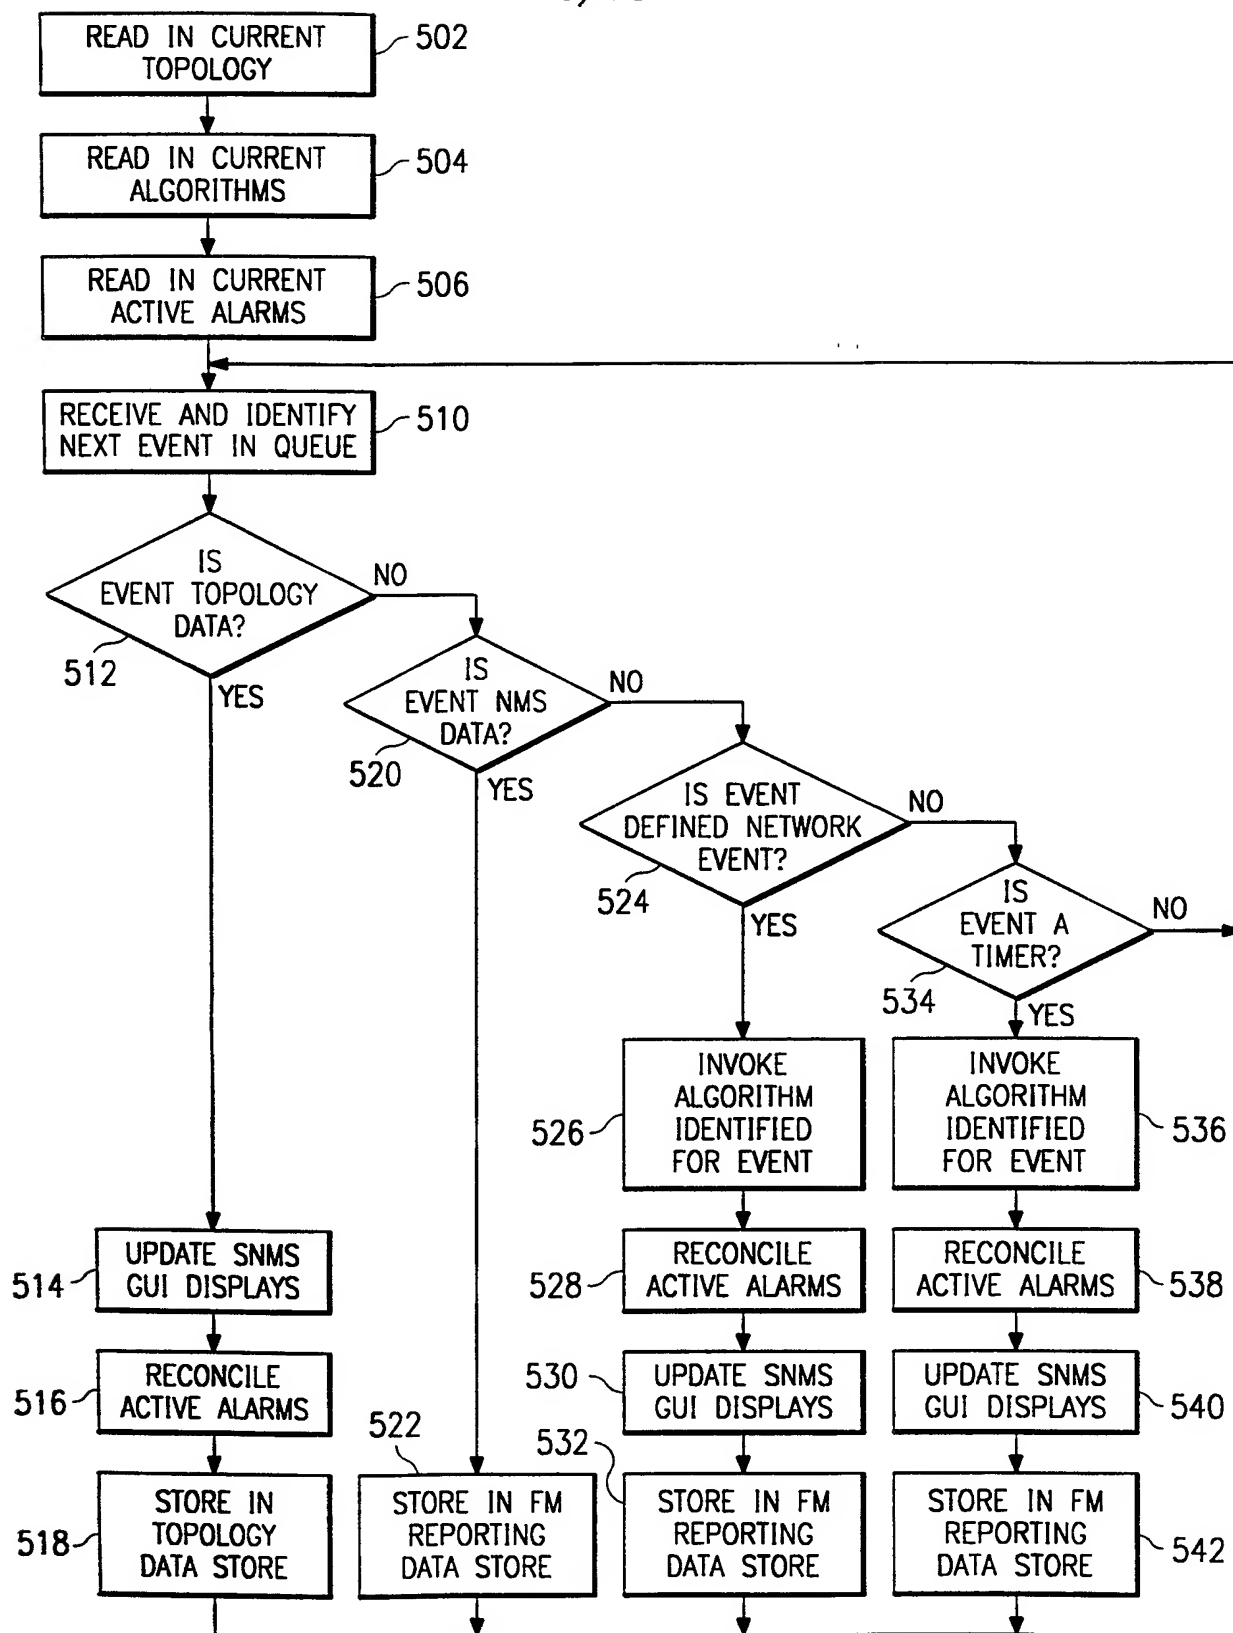 READ IN CURRENT
TOPOLOGY
502
READ IN CURRENT
ALGORITHMS
504
READ IN CURRENT
ACTIVE ALARMS
506
RECEIVE AND IDENTIFY
NEXT EVENT IN QUEUE
510
IS
EVENT TOPOLOGY
DATA?
512
NO
YES
IS
EVENT NMS
DATA?
520
NO
YES
IS EVENT
DEFINED NETWORK
EVENT?
524
NO
YES
IS
EVENT A
TIMER?
534
NO
YES
INVOKE
ALGORITHM
IDENTIFIED
FOR EVENT
526
INVOKE
ALGORITHM
IDENTIFIED
FOR EVENT
536
UPDATE SNMS
GUI DISPLAYS
514
RECONCILE
ACTIVE ALARMS
528
RECONCILE
ACTIVE ALARMS
538
RECONCILE
ACTIVE ALARMS
516
UPDATE SNMS
GUI DISPLAYS
530
UPDATE SNMS
GUI DISPLAYS
540
STORE IN
TOPOLOGY
DATA STORE
518
STORE IN FM
REPORTING
DATA STORE
522
STORE IN FM
REPORTING
DATA STORE
532
STORE IN FM
REPORTING
DATA STORE
542